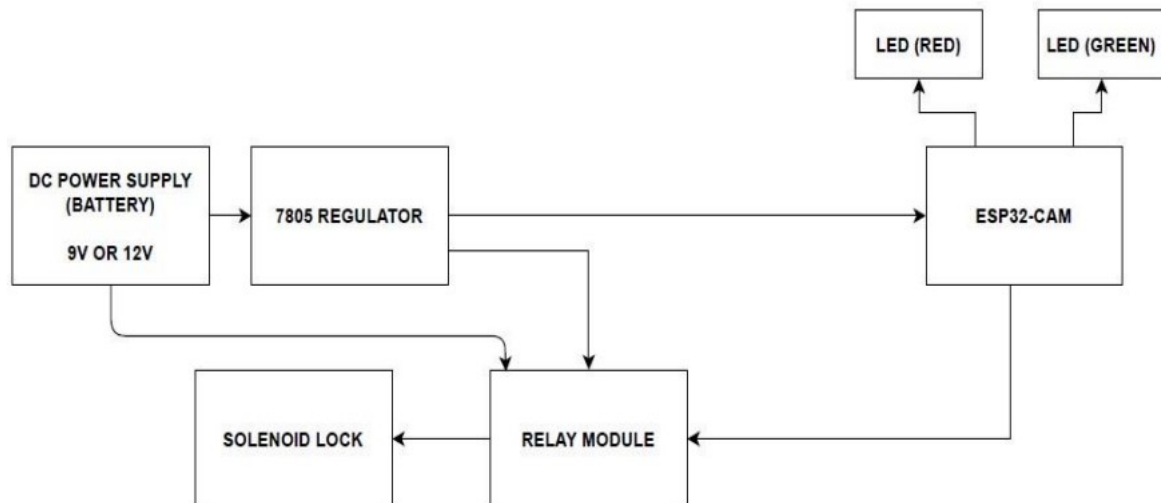 LED (RED)
LED (GREEN)
DC POWER SUPPLY
(BATTERY)
9V OR 12V
7805 REGULATOR
ESP32-CAM
SOLENOID LOCK
RELAY MODULE